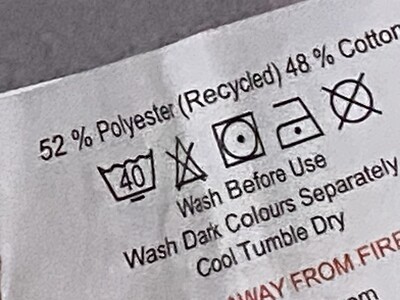 52 % Polyester (Recycled) 48 % Cotton
40
Wash Before Use
Wash Dark Colours Separately
Cool Tumble Dry
AWAY FROM FIRE